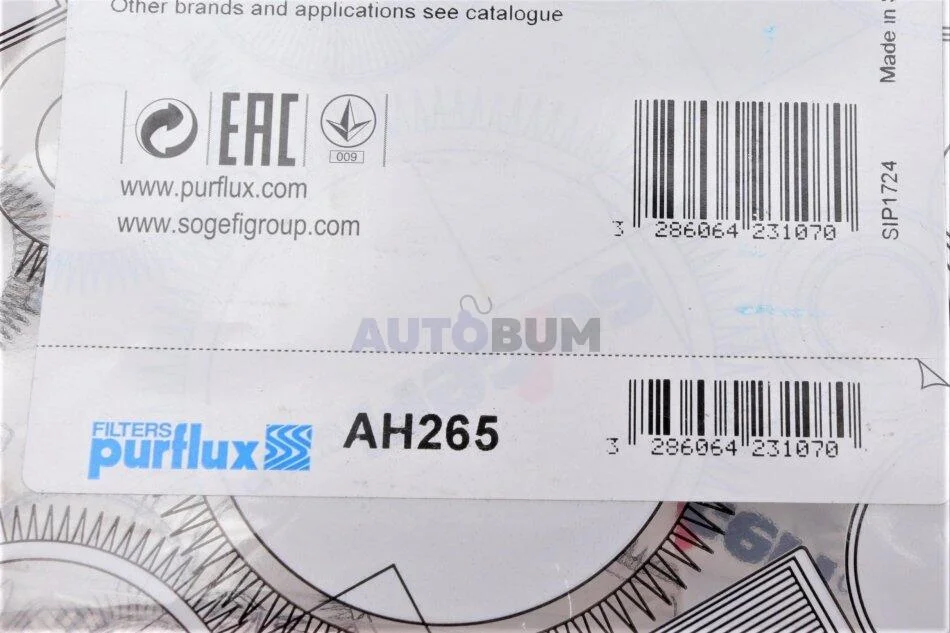 Other brands and applications see catalogue
Made in
SIP1724
EAC
009
www.purflux.com
www.sogefigroup.com
3 286064 231070
AUTOBUM
FILTERS
purflux
AH265
3 286064 231070